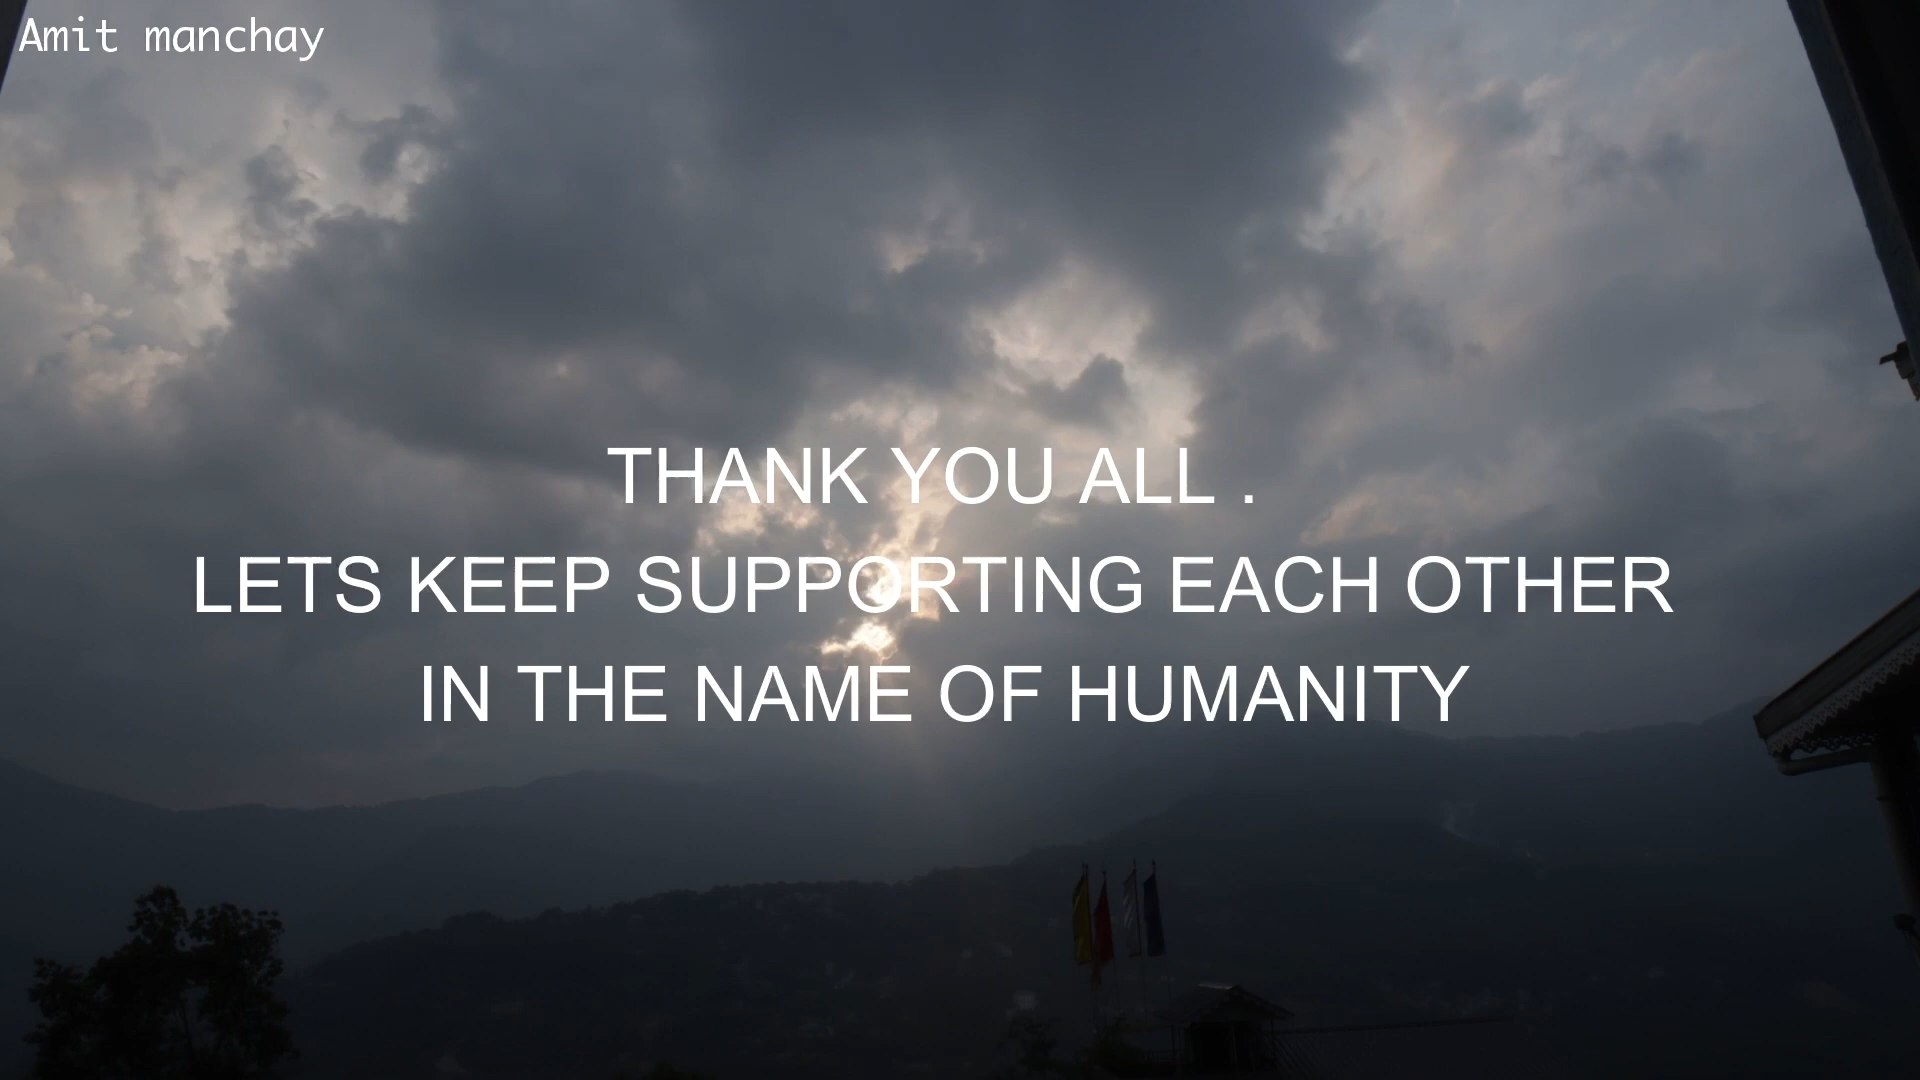 Amit manchay
THANK YOU ALL .
LETS KEEP SUPPORTING EACH OTHER
IN THE NAME OF HUMANITY